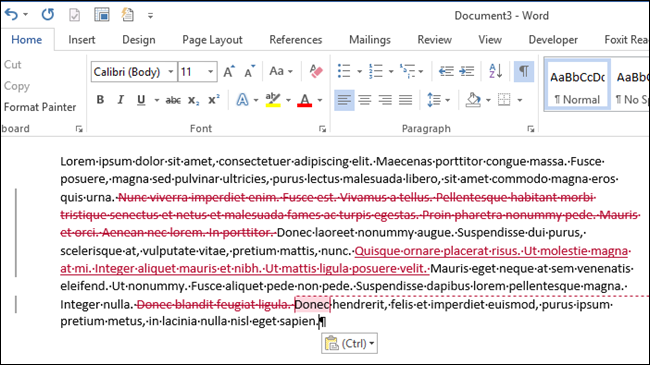 Document3 - Word
Home Insert Design Page Layout References Mailings Review View Developer Foxit Read
Cut
Copy
Format Painter
board
Calibri (Body) 11
Font
Paragraph
AaBbCcDc
¶ Normal
AaBbCc
¶ No Sp
Lorem·ipsum·dolor·sit·amet,·consectetuer·adipiscing·elit.·Maecenas·porttitor·congue·massa.·Fusce·
posuere,·magna·sed·pulvinar·ultricies,·purus·lectus·malesuada·libero,·sit·amet·commodo·magna·eros·
quis·urna.·Nunc·viverra·imperdiet·enim.·Fusce·est.·Vivamus·a·tellus.·Pellentesque·habitant·morbi·
tristique·senectus·et·netus·et·malesuada·fames·ac·turpis·egestas.·Proin·pharetra·nonummy·pede.·Mauris·
et·orci.·Aenean·nec·lorem.·In·porttitor.·Donec·laoreet·nonummy·augue.·Suspendisse·dui·purus,·
scelerisque·at,·vulputate·vitae,·pretium·mattis,·nunc.·Quisque·ornare·placerat·risus.·Ut·molestie·magna·
at·mi.·Integer·aliquet·mauris·et·nibh.·Ut·mattis·ligula·posuere·velit.·Mauris·eget·neque·at·sem·venenatis·
eleifend.·Ut·nonummy.·Fusce·aliquet·pede·non·pede.·Suspendisse·dapibus·lorem·pellentesque·magna.·
Integer·nulla.·Donec·blandit·feugiat·ligula.·Donec·hendrerit,·felis·et·imperdiet·euismod,·purus·ipsum·
pretium·metus,·in·lacinia·nulla·nisl·eget·sapien.¶
(Ctrl)